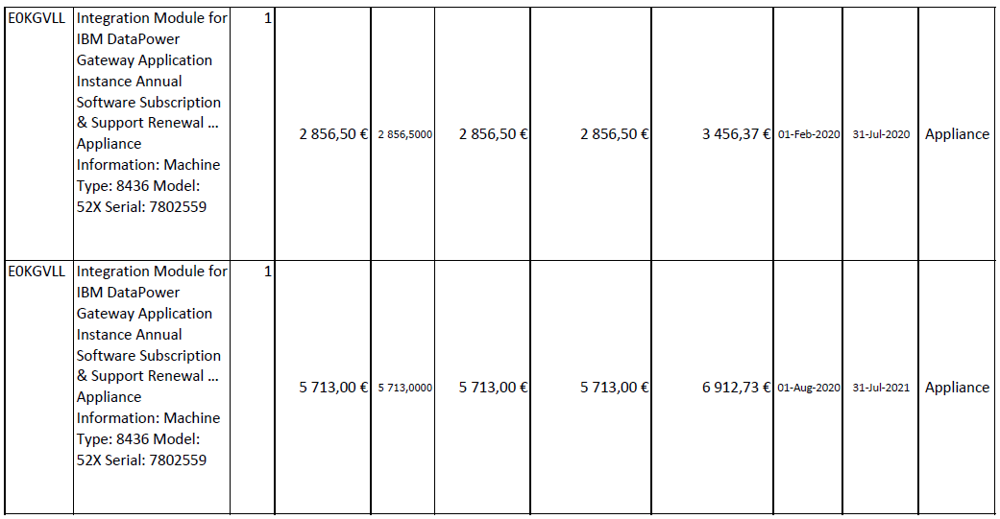 E0KGVLL Integration Module for 1
IBM DataPower
Gateway Application
Instance Annual
Software Subscription
& Support Renewal ...
Appliance
Information: Machine
Type: 8436 Model:
52X Serial: 7802559
2 856,50 € 2 856,5000 2 856,50 € 2 856,50 € 3 456,37 € 01-Feb-2020 31-Jul-2020 Appliance
E0KGVLL Integration Module for 1
IBM DataPower
Gateway Application
Instance Annual
Software Subscription
& Support Renewal ...
Appliance
Information: Machine
Type: 8436 Model:
52X Serial: 7802559
5 713,00 € 5 713,0000 5 713,00 € 5 713,00 € 6 912,73 € 01-Aug-2020 31-Jul-2021 Appliance